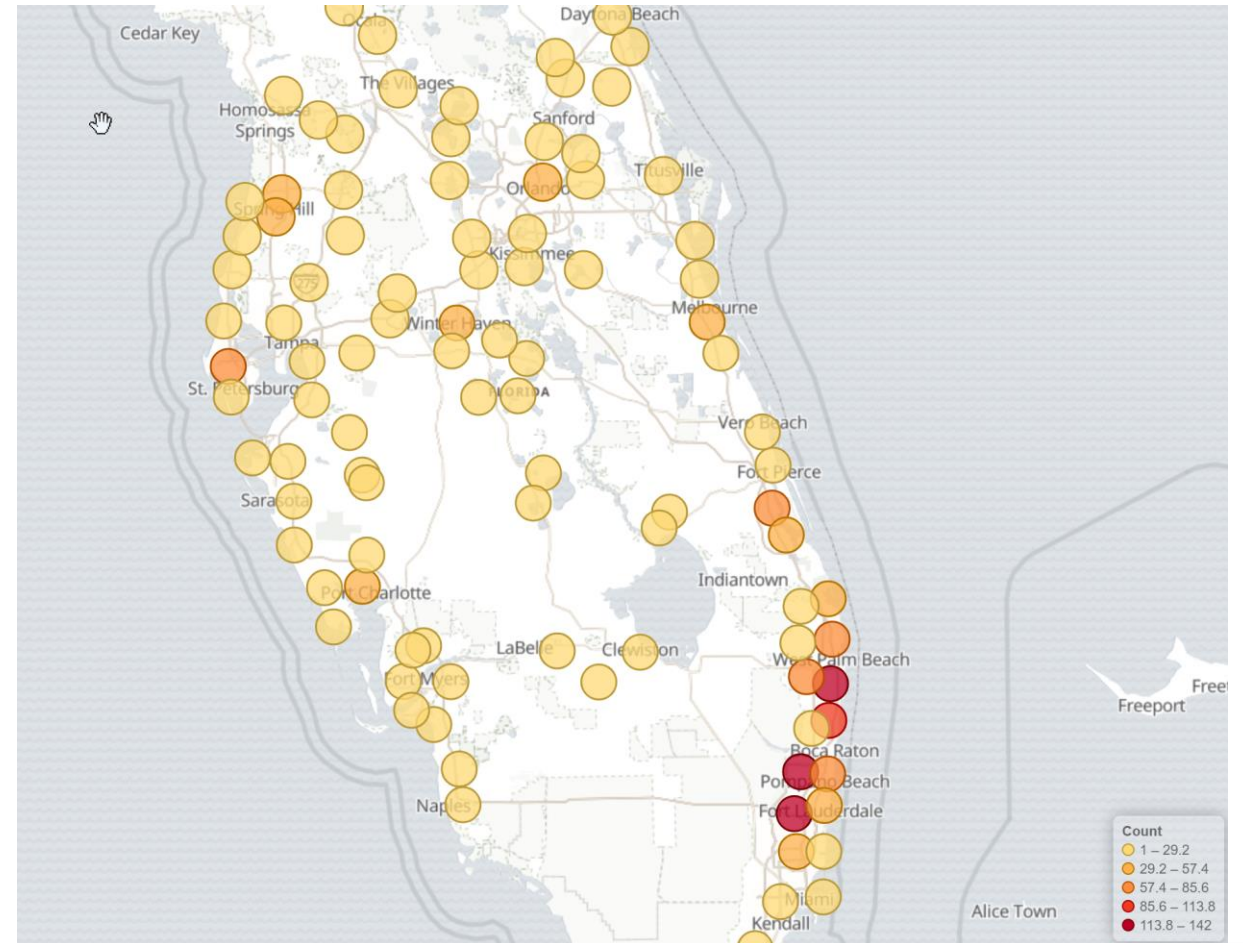 Ocala
Daytona Beach
Cedar Key
The Villages
Homosassa
Springs
Sanford
Titusville
Orlando
Spring Hill
Kissimmee
275
Melbourne
Winter Haven
Tampa
St. Petersburg
FLORIDA
Vero Beach
Fort Pierce
Sarasota
Indiantown
Port Charlotte
LaBelle
Clewiston
West Palm Beach
Fort Myers
Freeport
Boca Raton
Pompano Beach
Naples
Fort Lauderdale
Miami
Kendall
Alice Town
Count
1 – 29.2
29.2 – 57.4
57.4 – 85.6
85.6 – 113.8
113.8 – 142